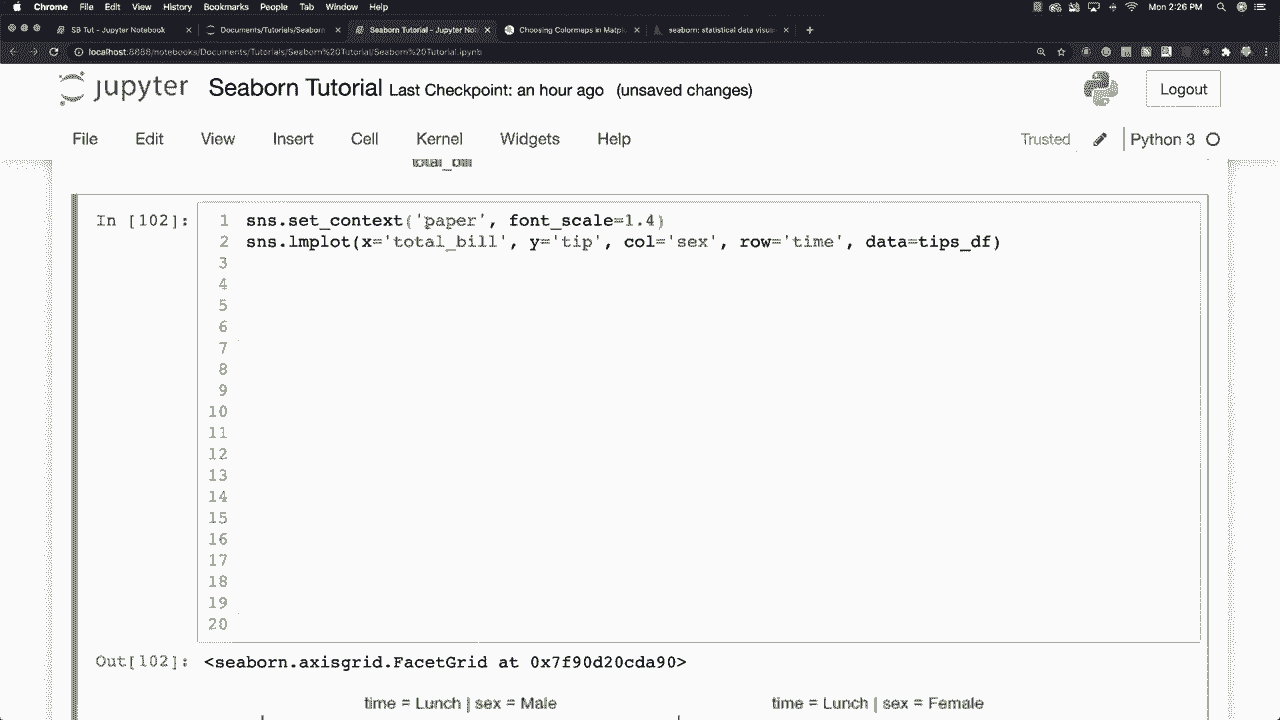 Chrome File Edit View History Bookmarks People Tab Window Help Mon 2:26 PM
SB Tut - Jupyter Notebook Documents/Tutorials/Seaborn Seaborn Tutorial - Jupyter Not Choosing Colormaps in Matpl seaborn: statistical data visua
localhost:8888/notebooks/Documents/Tutorials/Seaborn%20Tutorial/Seaborn%20Tutorial.ipynb
jupyter Seaborn Tutorial Last Checkpoint: an hour ago (unsaved changes) Logout
File Edit View Insert Cell Kernel Widgets Help Trusted Python 3
In [102]: 1 sns.set_context('paper', font_scale=1.4)
2 sns.lmplot(x='total_bill', y='tip', col='sex', row='time', data=tips_df)
3
4
5
6
7
8
9
10
11
12
13
14
15
16
17
18
19
20
Out[102]: <seaborn.axisgrid.FacetGrid at 0x7f90d20cda90>
time = Lunch | sex = Male time = Lunch | sex = Female